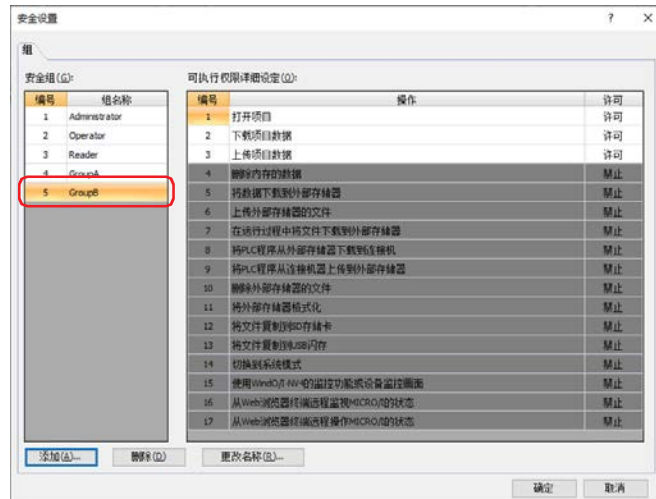 安全设置
?
×
组
安全组(G):
可执行权限详细设定(O):
编号 组名称
1 Administrator
2 Operator
3 Reader
4 GroupA
5 GroupB
编号 操作 许可
1 打开项目 许可
2 下载项目数据 许可
3 上传项目数据 许可
4 删除内存的数据 禁止
5 将数据下载到外部存储器 禁止
6 上传外部存储器的文件 禁止
7 在运行过程中将文件下载到外部存储器 禁止
8 将PLC程序从外部存储器下载到连接机 禁止
9 将PLC程序从连接机器上传到外部存储器 禁止
10 删除外部存储器的文件 禁止
11 将外部存储器格式化 禁止
12 将文件复制到SD存储卡 禁止
13 将文件复制到USB闪存 禁止
14 切换到系统模式 禁止
15 使用WindO/I-NV4的监控功能或设备监控画面 禁止
16 从Web浏览器终端远程监视MICRO/I的状态 禁止
17 从Web浏览器终端远程操作MICRO/I的状态 禁止
添加(A)... 删除(D) 更改名称(R)...
确定 取消